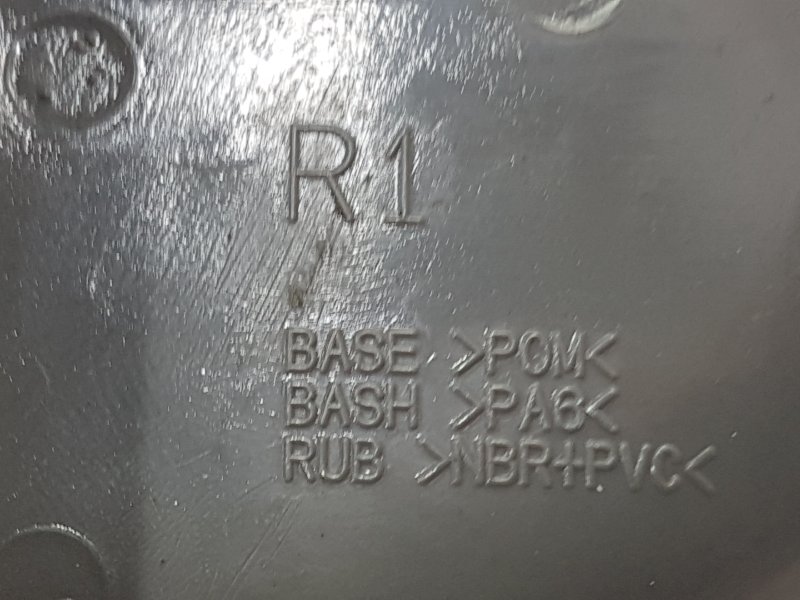 R1
BASE >POM<
BASH >PA6<
RUB >NBR+PVC<